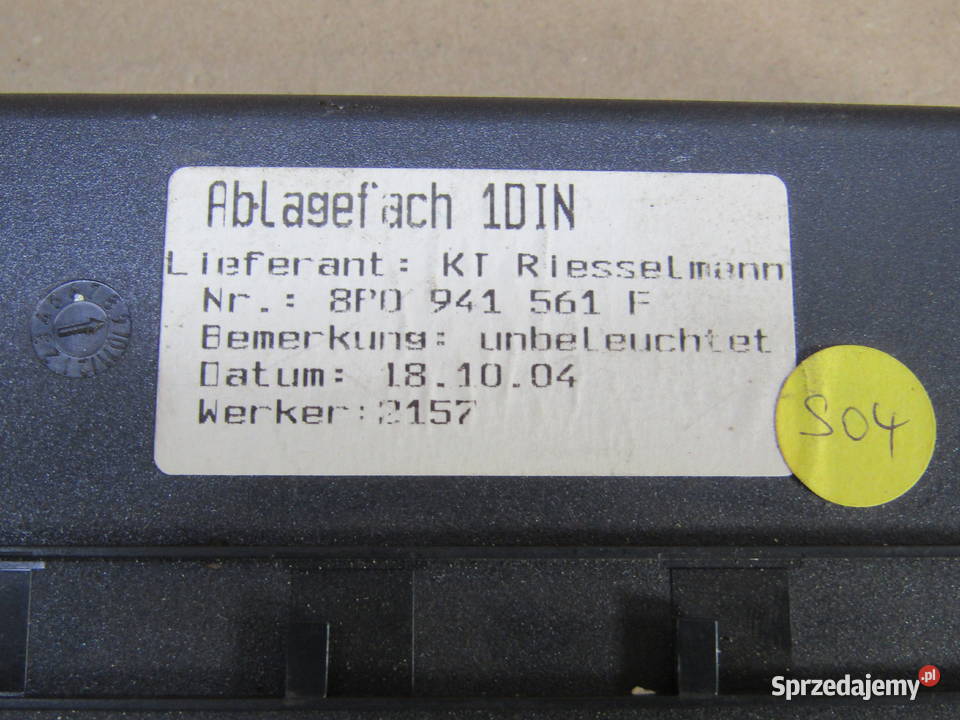 Ablagefach 1DIN
Lieferant: KT Riesselmann
Nr.: 8P0 941 561 F
Bemerkung: unbeleuchtet
Datum: 18.10.04
Werker:2157
S04
Sprzedajemy.pl